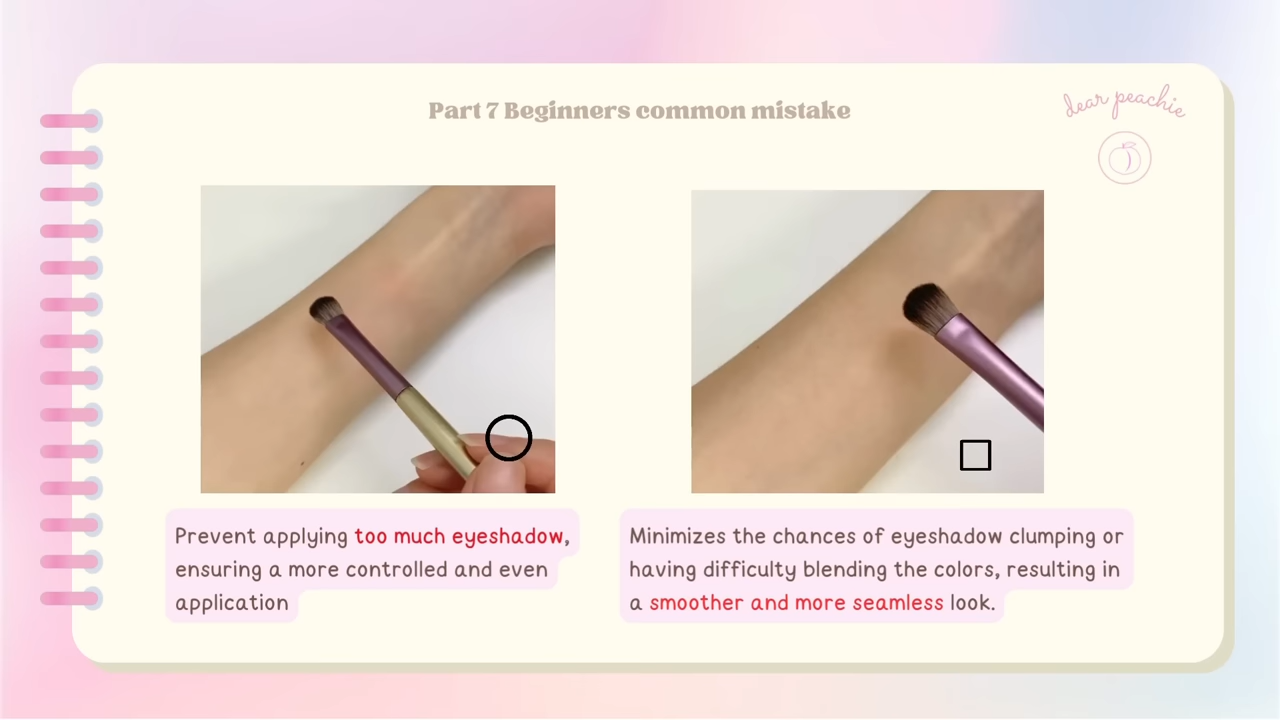 Part 7 Beginners common mistake
dear peachie
Prevent applying too much eyeshadow,
ensuring a more controlled and even
application
Minimizes the chances of eyeshadow clumping or
having difficulty blending the colors, resulting in
a smoother and more seamless look.